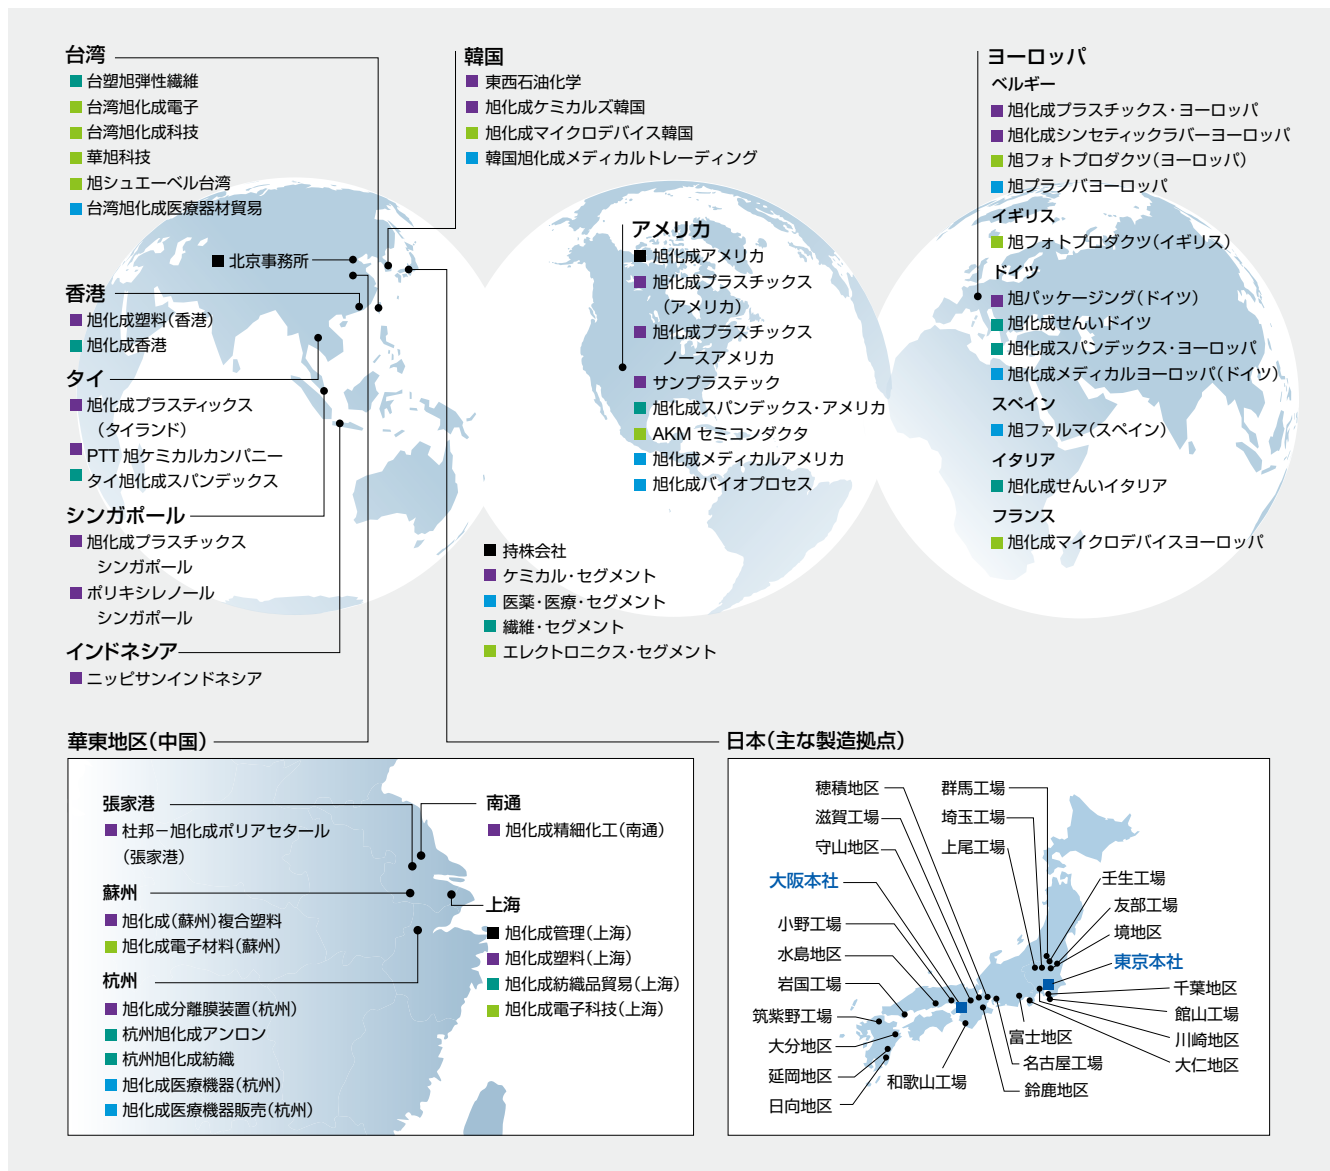 台湾
台塑旭弾性繊維
台湾旭化成電子
台湾旭化成科技
華旭科技
旭シュエーベル台湾
台湾旭化成医療器材貿易
北京事務所
香港
旭化成塑料(香港)
旭化成香港
タイ
旭化成プラスティックス
(タイランド)
PTT 旭ケミカルカンパニー
タイ旭化成スパンデックス
シンガポール
旭化成プラスチックス
シンガポール
ポリキシレノール
シンガポール
インドネシア
ニッピサンインドネシア
韓国
東西石油化学
旭化成ケミカルズ韓国
旭化成マイクロデバイス韓国
韓国旭化成メディカルトレーディング
アメリカ
旭化成アメリカ
旭化成プラスチックス
(アメリカ)
旭化成プラスチックス
ノースアメリカ
サンプラステック
旭化成スパンデックス・アメリカ
AKM セミコンダクタ
旭化成メディカルアメリカ
旭化成バイオプロセス
持株会社
ケミカル・セグメント
医薬・医療・セグメント
繊維・セグメント
エレクトロニクス・セグメント
ヨーロッパ
ベルギー
旭化成プラスチックス・ヨーロッパ
旭化成シンセティックラバーヨーロッパ
旭フォトプロダクツ(ヨーロッパ)
旭プラノバヨーロッパ
イギリス
旭フォトプロダクツ(イギリス)
ドイツ
旭パッケージング(ドイツ)
旭化成せんいドイツ
旭化成スパンデックス・ヨーロッパ
旭化成メディカルヨーロッパ(ドイツ)
スペイン
旭ファルマ(スペイン)
イタリア
旭化成せんいイタリア
フランス
旭化成マイクロデバイスヨーロッパ
華東地区(中国)
張家港
杜邦−旭化成ポリアセタール
(張家港)
蘇州
旭化成(蘇州)複合塑料
旭化成電子材料(蘇州)
杭州
旭化成分離膜装置(杭州)
杭州旭化成アンロン
杭州旭化成紡織
旭化成医療機器(杭州)
旭化成医療機器販売(杭州)
南通
旭化成精細化工(南通)
上海
旭化成管理(上海)
旭化成塑料(上海)
旭化成紡織品貿易(上海)
旭化成電子科技(上海)
日本(主な製造拠点)
穂積地区
滋賀工場
守山地区
大阪本社
小野工場
水島地区
岩国工場
筑紫野工場
大分地区
延岡地区
日向地区
和歌山工場
群馬工場
埼玉工場
上尾工場
壬生工場
友部工場
境地区
東京本社
千葉地区
館山工場
川崎地区
大仁地区
富士地区
名古屋工場
鈴鹿地区